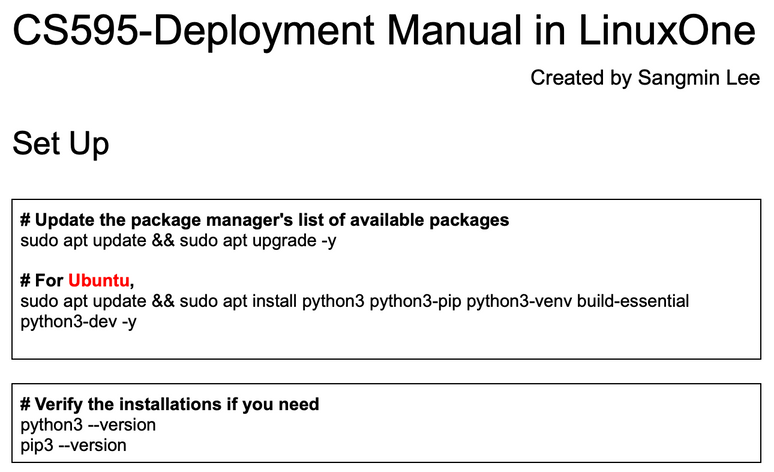 CS595-Deployment Manual in LinuxOne
Created by Sangmin Lee
Set Up
# Update the package manager's list of available packages
sudo apt update && sudo apt upgrade -y
# For Ubuntu,
sudo apt update && sudo apt install python3 python3-pip python3-venv build-essential
python3-dev -y
# Verify the installations if you need
python3 --version
pip3 --version